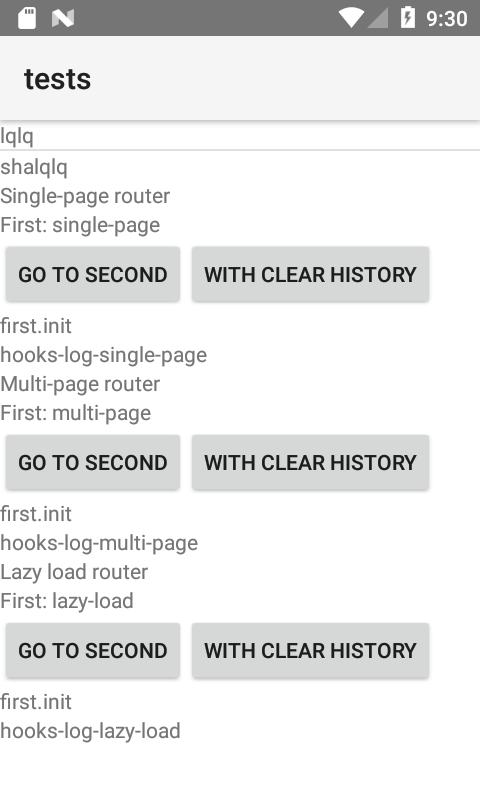 9:30
tests
lqlq
shalqlq
Single-page router
First: single-page
GO TO SECOND WITH CLEAR HISTORY
first.init
hooks-log-single-page
Multi-page router
First: multi-page
GO TO SECOND WITH CLEAR HISTORY
first.init
hooks-log-multi-page
Lazy load router
First: lazy-load
GO TO SECOND WITH CLEAR HISTORY
first.init
hooks-log-lazy-load